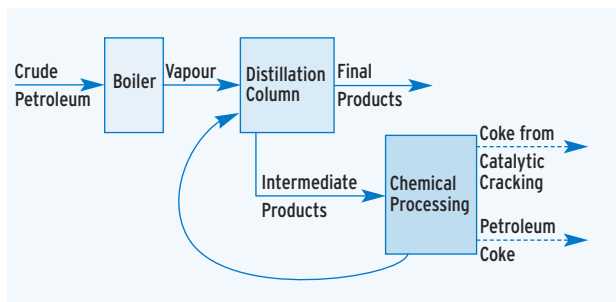 Crude
Petroleum
Boiler
Vapour
Distillation
Column
Final
Products
Intermediate
Products
Chemical
Processing
Coke from
Catalytic
Cracking
Petroleum
Coke